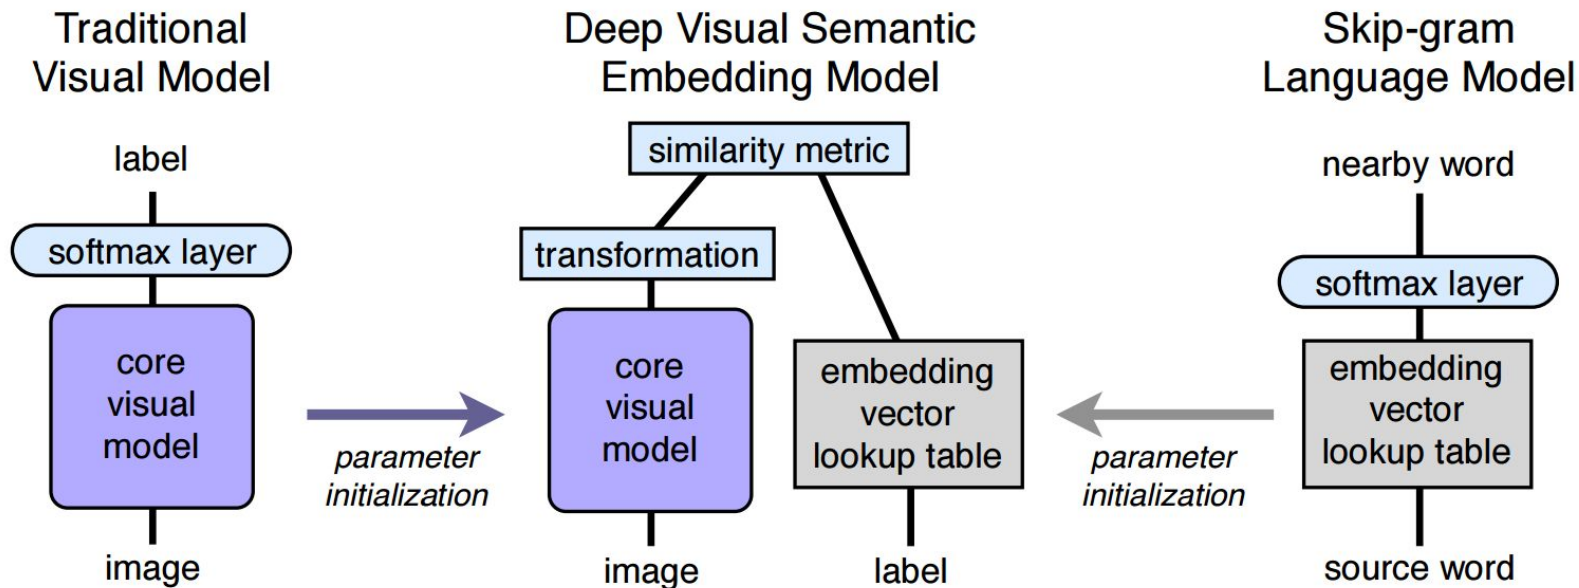 Traditional
Visual Model
label
softmax layer
core
visual
model
image
parameter
initialization
Deep Visual Semantic
Embedding Model
similarity metric
transformation
core
visual
model
image
embedding
vector
lookup table
label
parameter
initialization
Skip-gram
Language Model
nearby word
softmax layer
embedding
vector
lookup table
source word